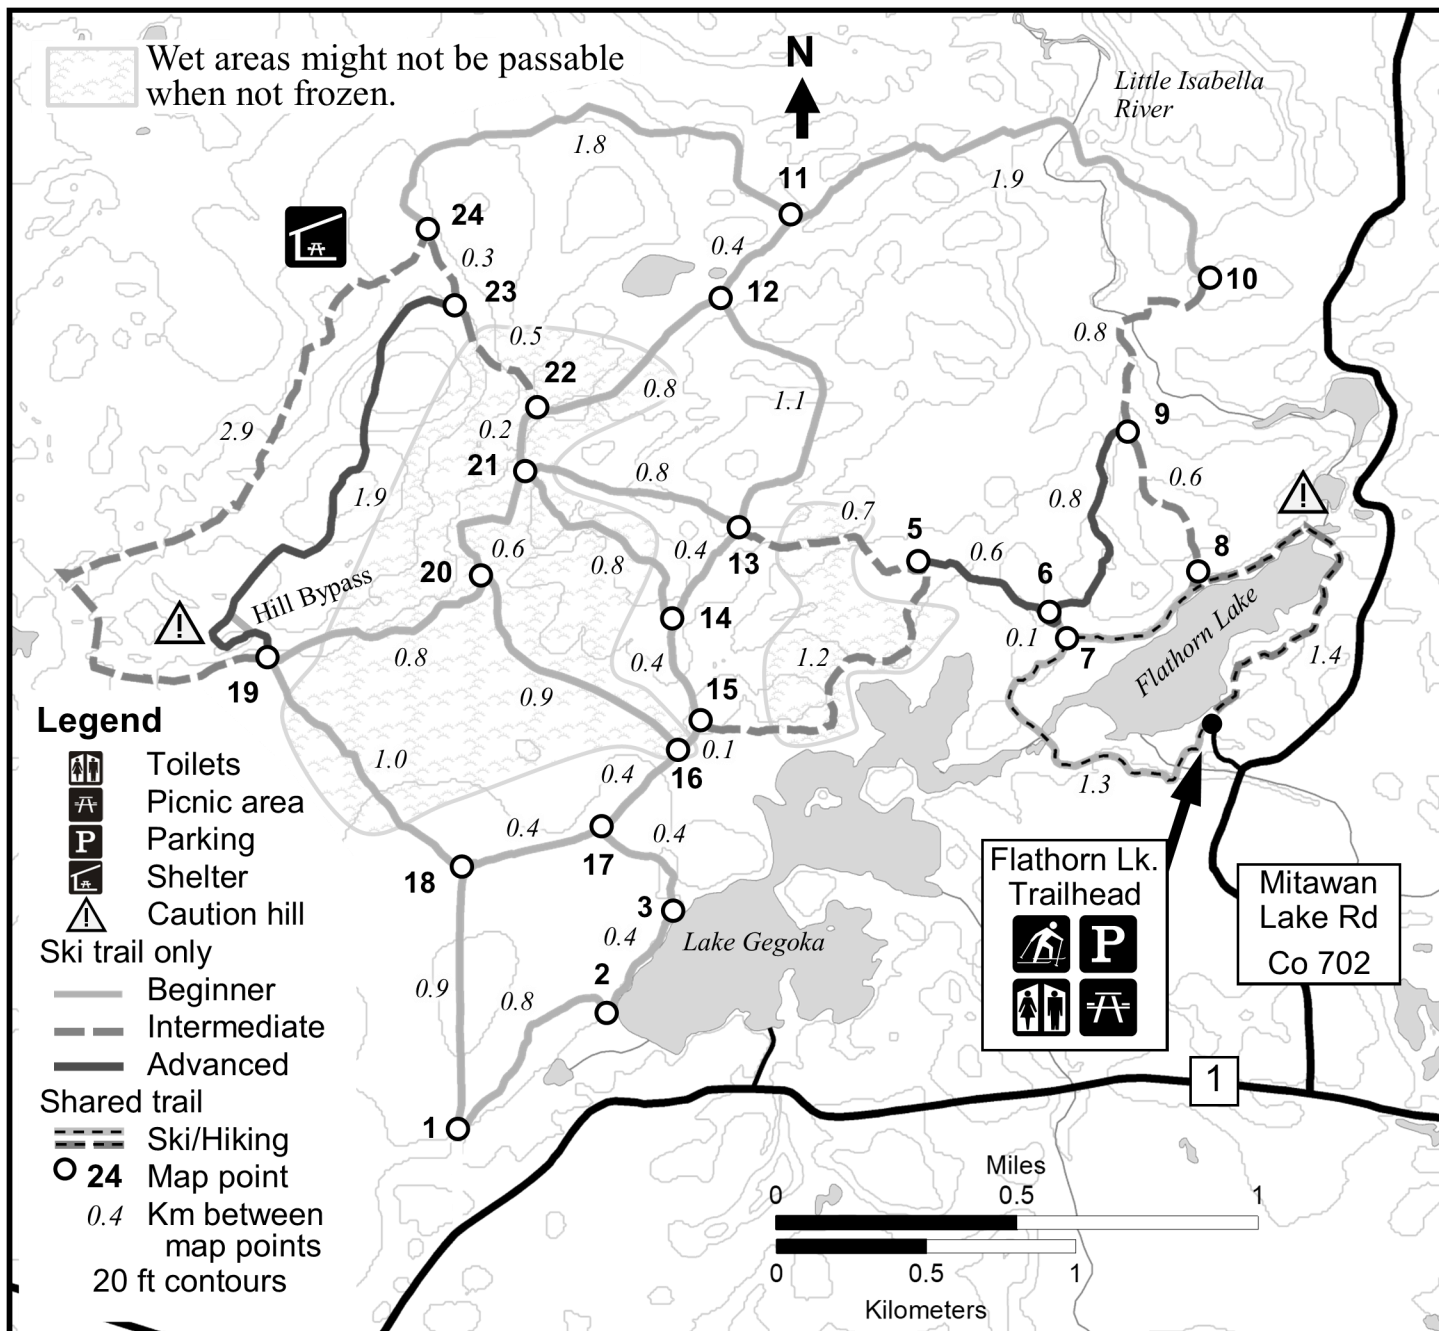 Wet areas might not be passable
when not frozen.
N
Little Isabella
River
1.8
11
1.9
24
0.3
0.4
23
12
10
0.5
0.8
22
0.8
1.1
9
2.9
0.2
21
0.8
0.6
1.9
0.8
0.7
5
0.6
8
0.6
0.4
13
20
0.8
Hill Bypass
6
14
0.1
7
Flathorn Lake
0.8
0.4
1.2
1.4
19
0.9
15
0.1
16
1.0
0.4
1.3
0.4
0.4
17
18
3
0.4
Lake Gegoka
2
0.9
0.8
1
Flathorn Lk.
Trailhead
P
Mitawan
Lake Rd
Co 702
1
Legend
Toilets
Picnic area
P Parking
Shelter
Caution hill
Ski trail only
Beginner
Intermediate
Advanced
Shared trail
Ski/Hiking
24 Map point
0.4 Km between
map points
20 ft contours
Miles
0 0.5 1
0 0.5 1
Kilometers